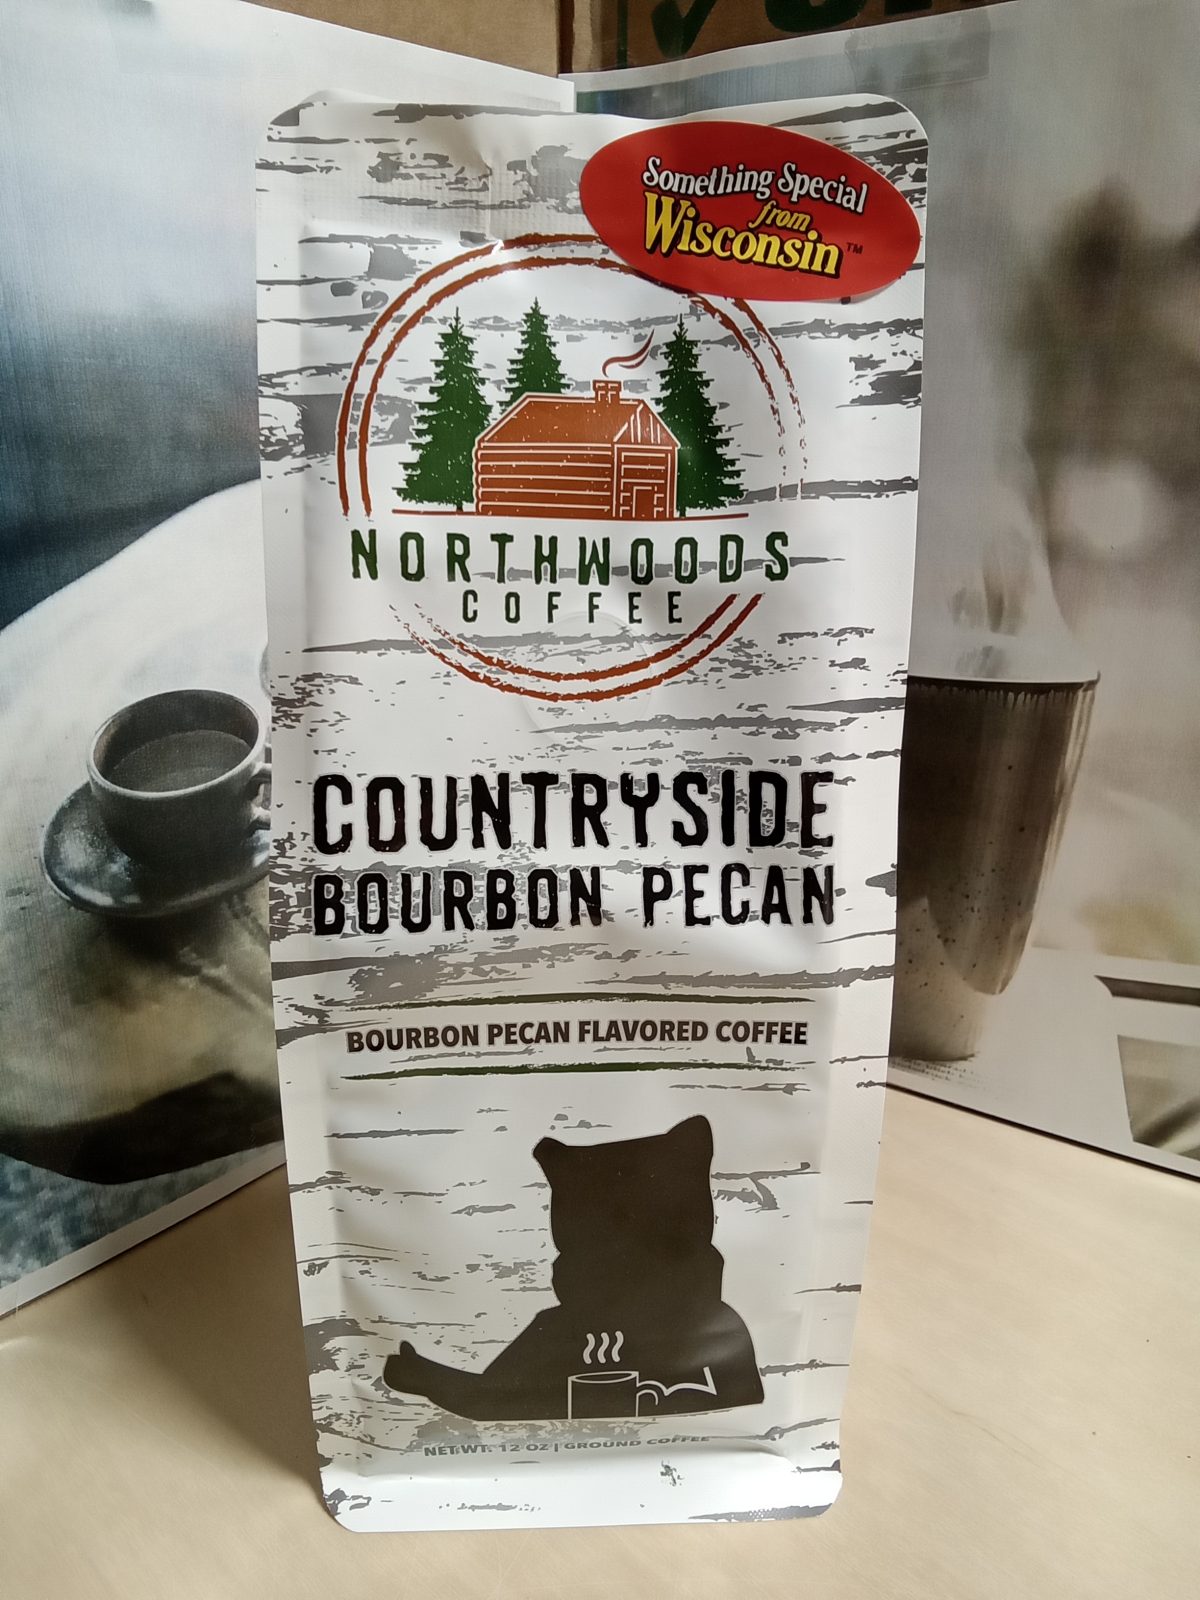 Something Special
from
Wisconsin™
NORTHWOODS
COFFEE
COUNTRYSIDE
BOURBON PECAN
BOURBON PECAN FLAVORED COFFEE
NET WT. 12 OZ | GROUND COFFEE